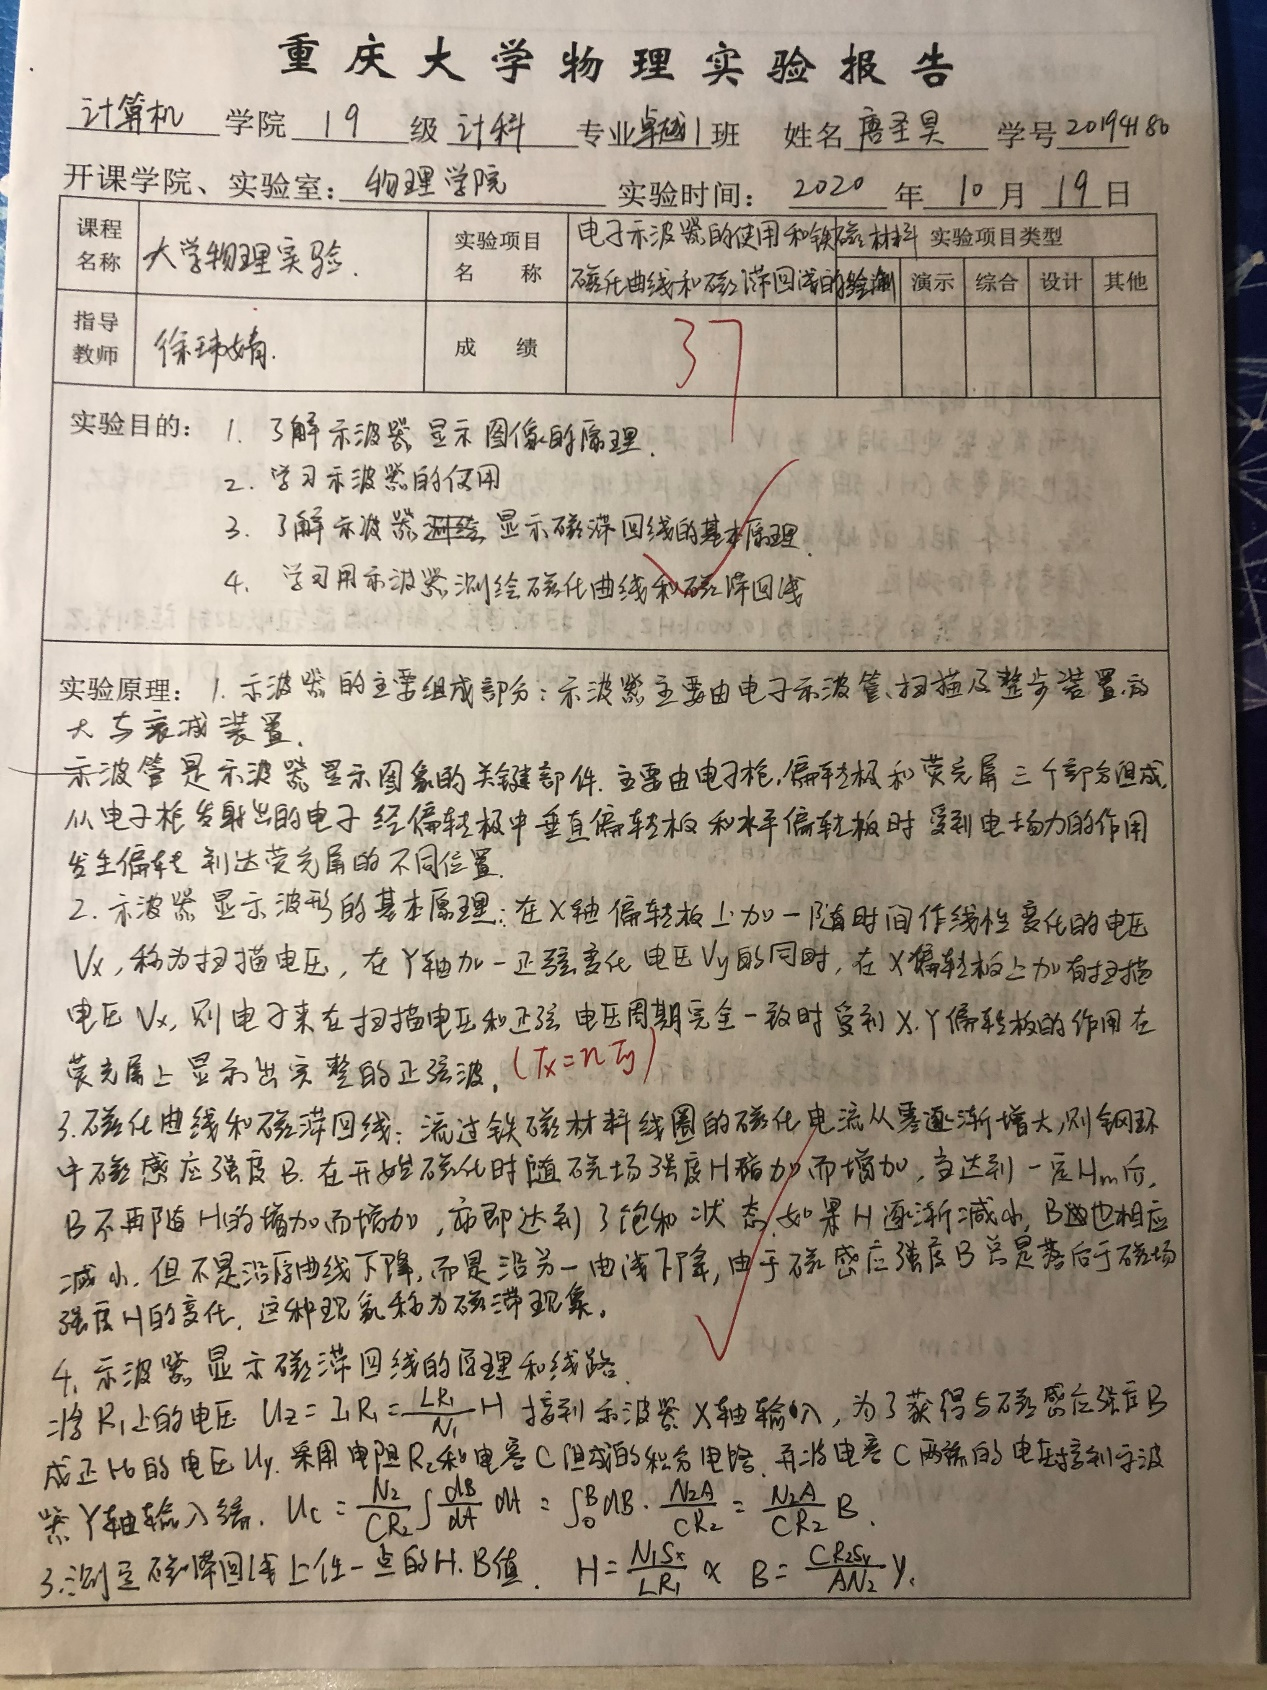 重庆大学物理实验报告
计算机 学院 19 级 计科 专业 卓越1 班 姓名 唐圣昊 学号 20194186
开课学院、实验室: 物理学院 实验时间: 2020 年 10 月 19 日
课程名称 大学物理实验. 实验项目名称 电子示波器的使用和铁磁材料磁化曲线和磁滞回线的绘测 实验项目类型
演示 综合 设计 其他
指导教师 徐玮婧. 成绩 37
实验目的: 1. 了解示波器显示图像的原理.
2. 学习示波器的使用
3. 了解示波器 显示磁滞回线的基本原理.
4. 学习用示波器测绘磁化曲线和磁滞回线
实验原理: 1. 示波器的主要组成部分: 示波器主要由电子示波管、扫描及整步装置、放
大与衰减装置.
示波管是示波器显示图象的关键部件. 主要由电子枪,偏转板和荧光屏三个部分组成.
从电子枪发射出的电子经偏转板中垂直偏转板和水平偏转板时受到电场力的作用
发生偏转到达荧光屏的不同位置.
2. 示波器显示波形的基本原理: 在X轴偏转板上加一随时间作线性变化的电压
Vx, 称为扫描电压, 在Y轴加一正弦变化电压Vy的同时, 在X偏转板上加有扫描
电压Vx, 则电子束在扫描电压和正弦电压周期完全一致时受到X.Y偏转板的作用在
荧光屏上显示出完整的正弦波. (Tx=nTy)
3. 磁化曲线和磁滞回线: 流过铁磁材料线圈的磁化电流从零逐渐增大,则钢环
中磁感应强度B.在开始磁化时随磁场强度H增加而增加, 当达到一定Hm后,
B不再随H的增加而增加, 亦即达到了饱和状态, 如果H逐渐减小, B 也相应
减小. 但不是沿原曲线下降, 而是沿另一曲线下降, 由于磁感应强度B总是落后于磁场
强度H的变化, 这种现象称为磁滞现象.
4. 示波器显示磁滞回线的原理和线路.
将R₁上的电压 U₂ = I₁R₁ = LR₁/N₁ H 接到示波器X轴输入, 为了获得与磁感应强度B
成正比的电压Uy. 采用电阻R₂和电容C组成的积分电路. 再将电容C两端的电压接到示波
器Y轴输入端. Uc = N₂/CR₂ ∫ dB/dA dA = ∫₀ᴮ dB · N₂A/CR₂ = N₂A/CR₂ B.
3. 测定磁滞回线上任一点的H.B值. H = N₁Sx/LR₁ x B = CR₂Sy/AN₂ y.